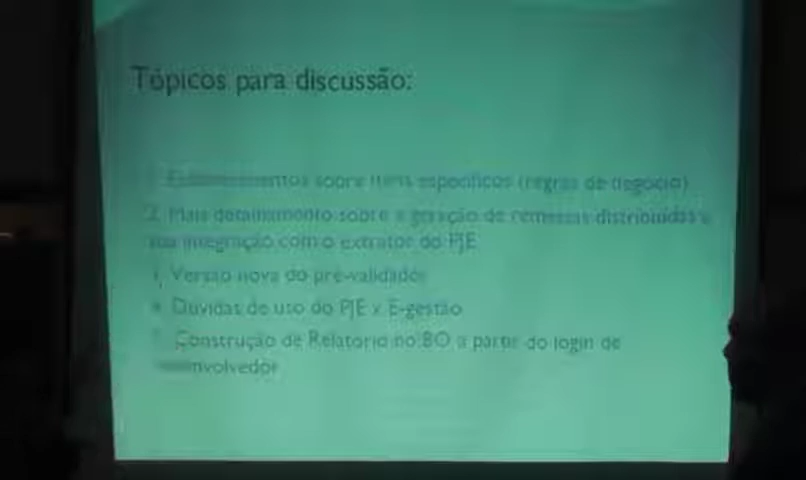 Tópicos para discussão:
sobre itens específicos (regras de negócio)
2. Mais detalhamento sobre a geração de remessas distribuídas e
sua integração com o extrator do PJE
Versão nova do pré-validador
Dúvidas de uso do PJE x E-gestão
Construção de Relatório no BO a partir do login de
desenvolvedor